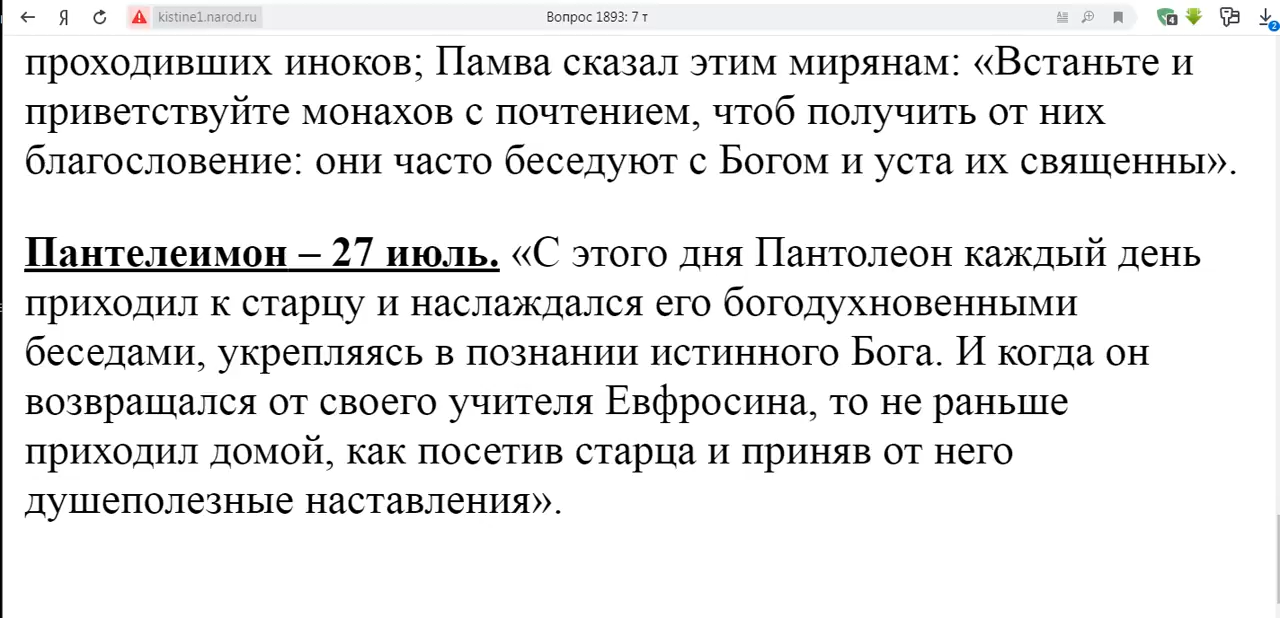 Я kistine1.narod.ru Вопрос 1893: 7 т 4 2
проходивших иноков; Памва сказал этим мирянам: «Встаньте и
приветствуйте монахов с почтением, чтоб получить от них
благословение: они часто беседуют с Богом и уста их священны».
Пантелеимон – 27 июль. «С этого дня Пантолеон каждый день
приходил к старцу и наслаждался его богодухновенными
беседами, укрепляясь в познании истинного Бога. И когда он
возвращался от своего учителя Евфросина, то не раньше
приходил домой, как посетив старца и приняв от него
душеполезные наставления».